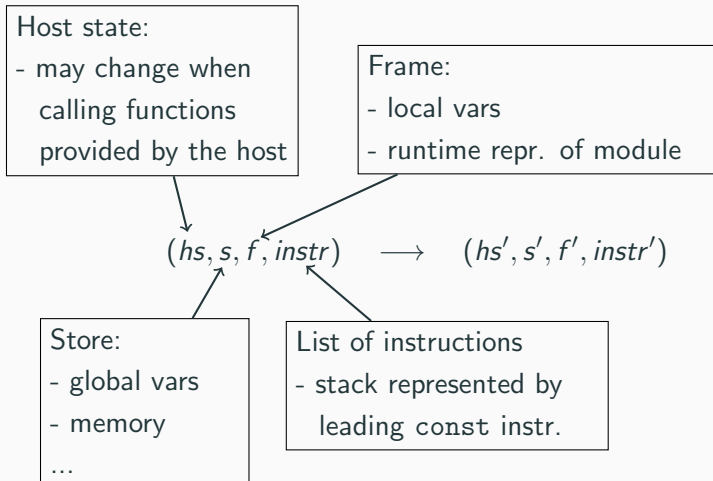 Host state:
- may change when
calling functions
provided by the host
Frame:
- local vars
- runtime repr. of module
(hs, s, f, instr) ⟶ (hs′, s′, f′, instr′)
Store:
- global vars
- memory
...
List of instructions
- stack represented by
leading const instr.